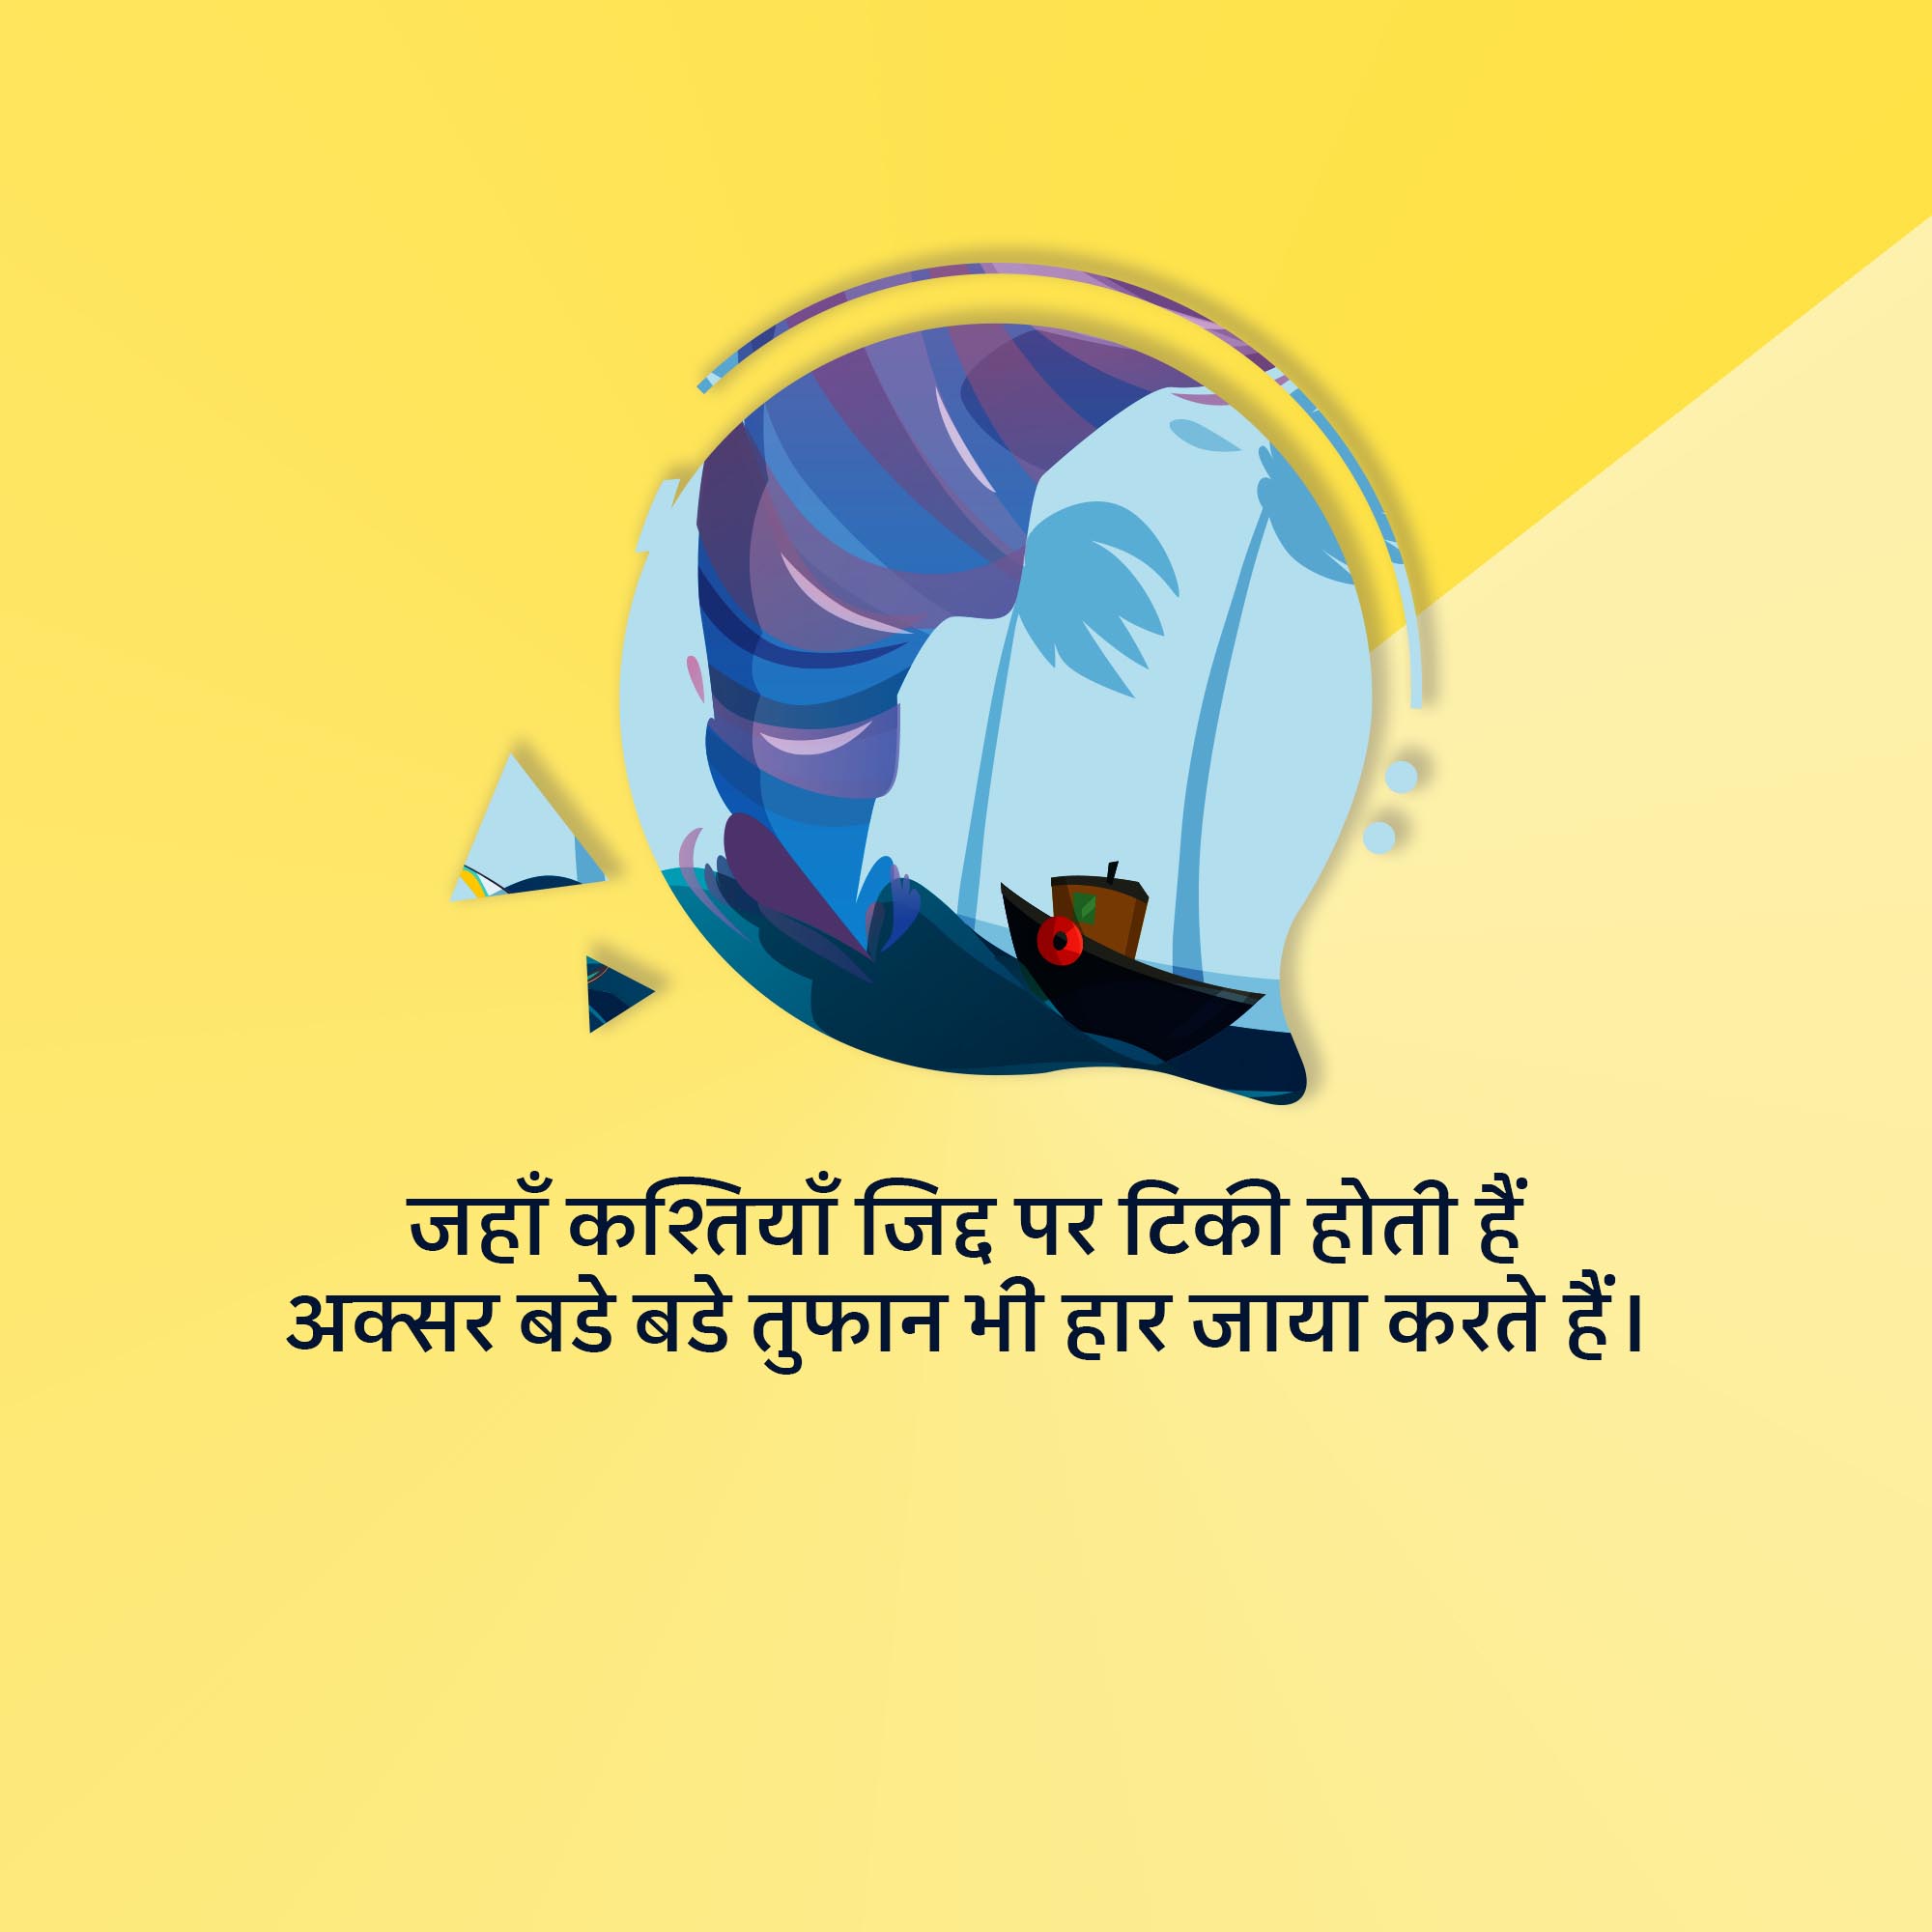 जहाँ कश्तियाँ जिद्द पर टिकी होती हैं
अक्सर बडे बडे तुफान भी हार जाया करते हैं।